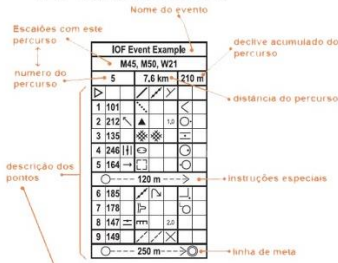 Nome do evento
IOF Event Example
Escalões com este
percurso
M45, M50, W21
declive acumulado do
percurso
numero do
percurso
5 7,6 km 210 m
distância do percurso
1 101
2 212 1,0
3 135
4 246
5 164
descrição dos
pontos
120 m
instruções especiais
6 185
7 178
8 147 2,0
9 149
250 m
linha de meta